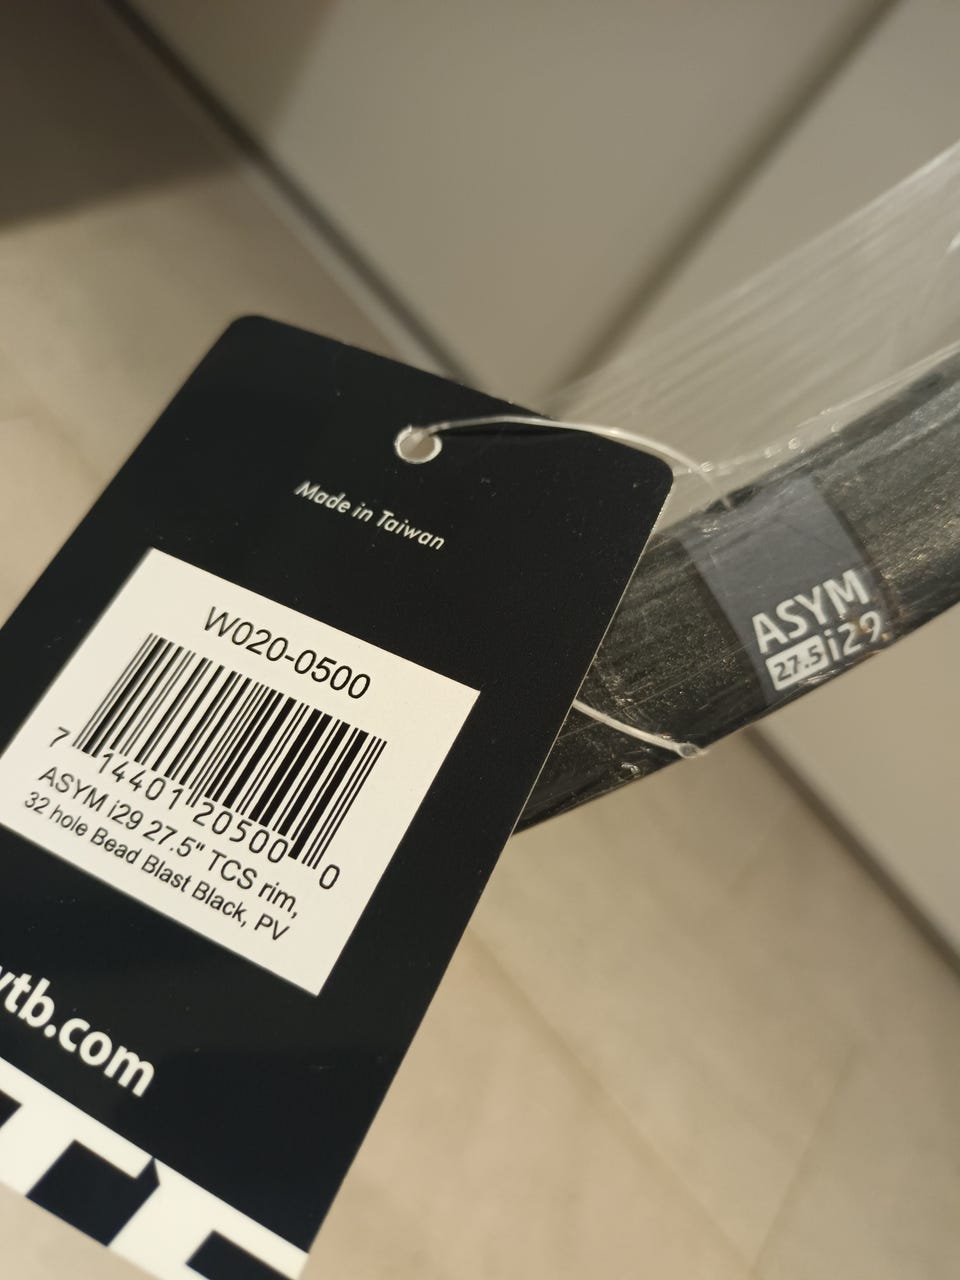 Made in Taiwan
W020-0500
7 14401 20500 0
ASYM i29 27.5" TCS rim,
32 hole Bead Blast Black, PV
tb.com
ASYM
27.5 i29